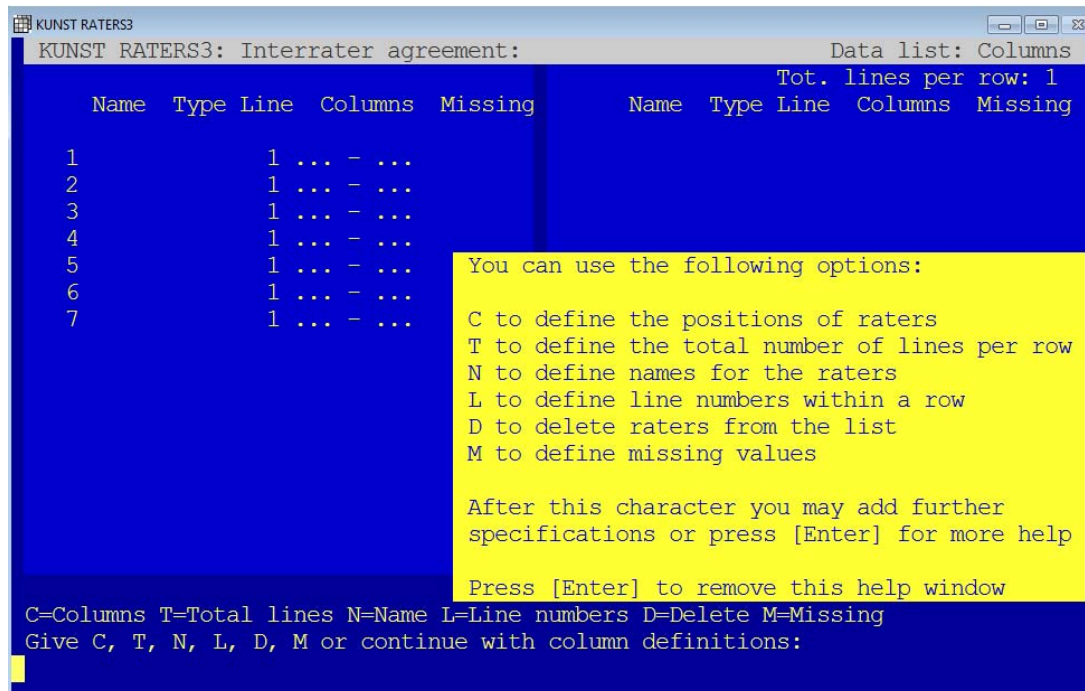 KUNST RATERS3
KUNST RATERS3: Interrater agreement: Data list: Columns
Tot. lines per row: 1
Name Type Line Columns Missing Name Type Line Columns Missing
1 1 ... - ...
2 1 ... - ...
3 1 ... - ...
4 1 ... - ...
5 1 ... - ...
6 1 ... - ...
7 1 ... - ...
You can use the following options:
C to define the positions of raters
T to define the total number of lines per row
N to define names for the raters
L to define line numbers within a row
D to delete raters from the list
M to define missing values
After this character you may add further
specifications or press [Enter] for more help
Press [Enter] to remove this help window
C=Columns T=Total lines N=Name L=Line numbers D=Delete M=Missing
Give C, T, N, L, D, M or continue with column definitions: